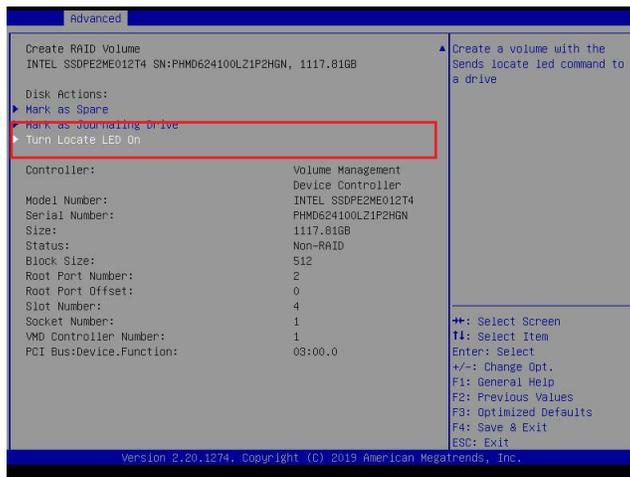 Advanced
Create RAID Volume
INTEL SSDPE2ME012T4 SN:PHMD624100LZ1P2HGN, 1117.81GB
Disk Actions:
Mark as Spare
Mark as Journaling Drive
Turn Locate LED On
Controller: Volume Management
Device Controller
Model Number: INTEL SSDPE2ME012T4
Serial Number: PHMD624100LZ1P2HGN
Size: 1117.81GB
Status: Non-RAID
Block Size: 512
Root Port Number: 2
Root Port Offset: 0
Slot Number: 4
Socket Number: 1
VMD Controller Number: 1
PCI Bus:Device.Function: 03:00.0
Create a volume with the
Sends locate led command to
a drive
→←: Select Screen
↑↓: Select Item
Enter: Select
+/-: Change Opt.
F1: General Help
F2: Previous Values
F3: Optimized Defaults
F4: Save & Exit
ESC: Exit
Version 2.20.1274. Copyright (C) 2019 American Megatrends, Inc.